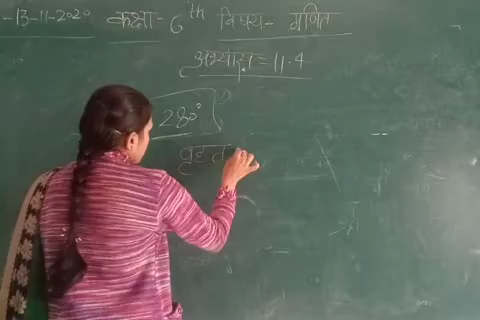 -13-11-2020 कक्षा- 6th विषय- गणित
अभ्यास = 11.4
280°
वृहत